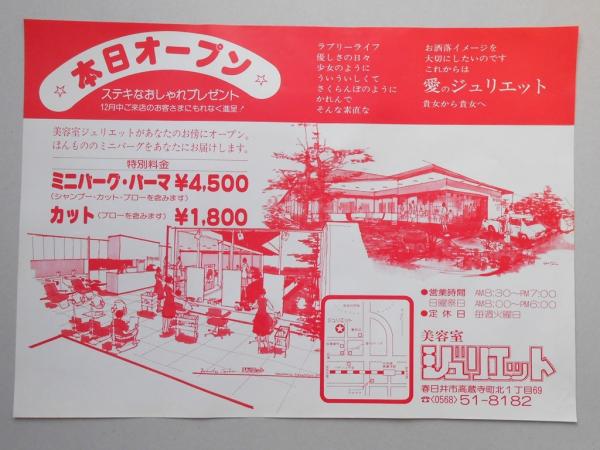 本日オープン
ステキなおしゃれプレゼント
12月中ご来店のお客さまにもれなく進呈!
ラブリーライフ
優しさの日々
少女のように
ういういしくて
さくらんぼのように
かれんで
そんな素直な
お洒落イメージを
大切にしたいのです
これからは
愛のジュリエット
貴女から貴女へ
美容室ジュリエットがあなたのお傍にオープン。
ほんもののミニバーグをあなたにお届けします。
特別料金
ミニバーグ・パーマ ¥4,500
(シャンプー・カット・ブローを含みます)
カット(ブローを含みます) ¥1,800
●営業時間 AM8:30〜PM7:00
日曜祭日 AM8:00〜PM6:00
●定休日 毎週火曜日
ジュリエット
美容室
ジュリエット
春日井市高蔵寺町北1丁目69
☎〈0568〉51-8182